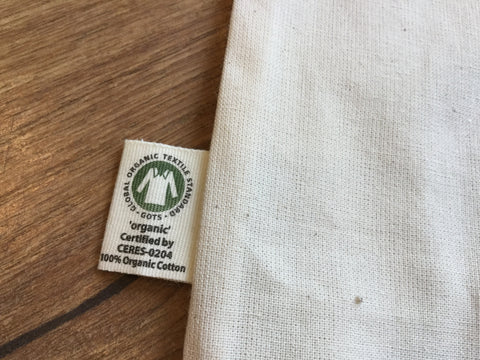 GLOBAL ORGANIC TEXTILE STANDARD
· GOTS ·
'organic'
Certified by
CERES-0204
100% Organic Cotton